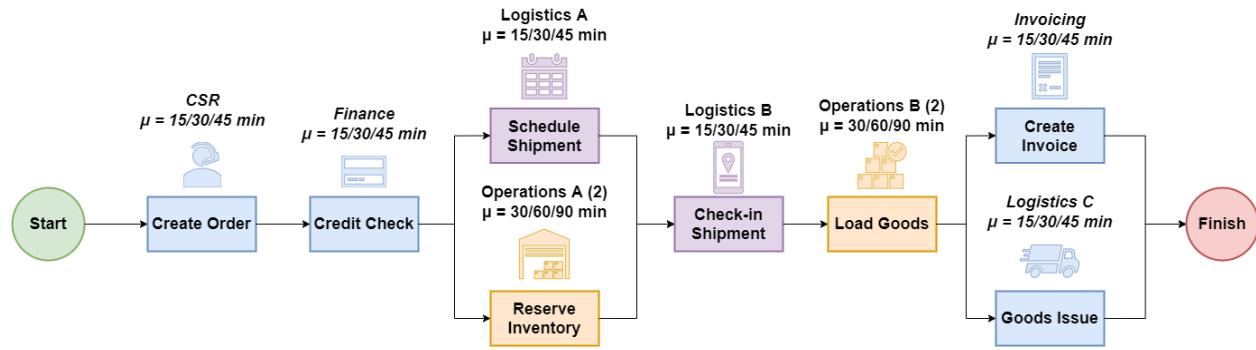 Start
CSR
μ = 15/30/45 min
Create Order
Finance
μ = 15/30/45 min
Credit Check
Logistics A
μ = 15/30/45 min
Schedule
Shipment
Operations A (2)
μ = 30/60/90 min
Reserve
Inventory
Logistics B
μ = 15/30/45 min
Check-in
Shipment
Operations B (2)
μ = 30/60/90 min
Load Goods
Invoicing
μ = 15/30/45 min
Create
Invoice
Logistics C
μ = 15/30/45 min
Goods Issue
Finish